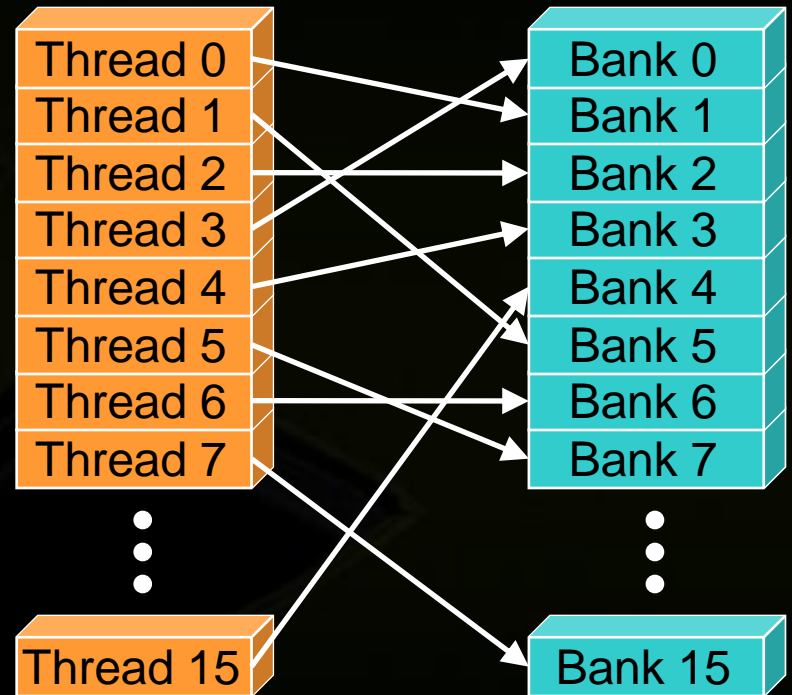 Thread 0
Thread 1
Thread 2
Thread 3
Thread 4
Thread 5
Thread 6
Thread 7
Thread 15
Bank 0
Bank 1
Bank 2
Bank 3
Bank 4
Bank 5
Bank 6
Bank 7
Bank 15